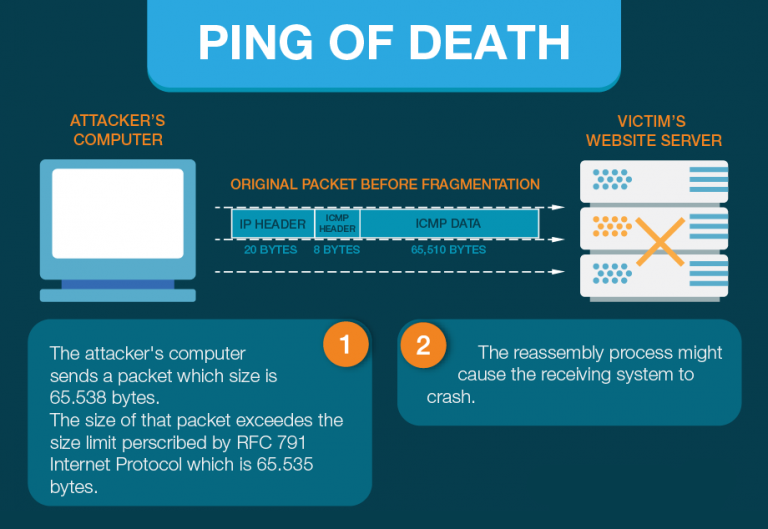 PING OF DEATH
ATTACKER'S
COMPUTER
VICTIM'S
WEBSITE SERVER
ORIGINAL PACKET BEFORE FRAGMENTATION
IP HEADER
ICMP
HEADER
ICMP DATA
20 BYTES
8 BYTES
65,510 BYTES
1
The attacker's computer
sends a packet which size is
65.538 bytes.
The size of that packet exceedes the
size limit perscribed by RFC 791
Internet Protocol which is 65.535
bytes.
2
The reassembly process might
cause the receiving system to
crash.